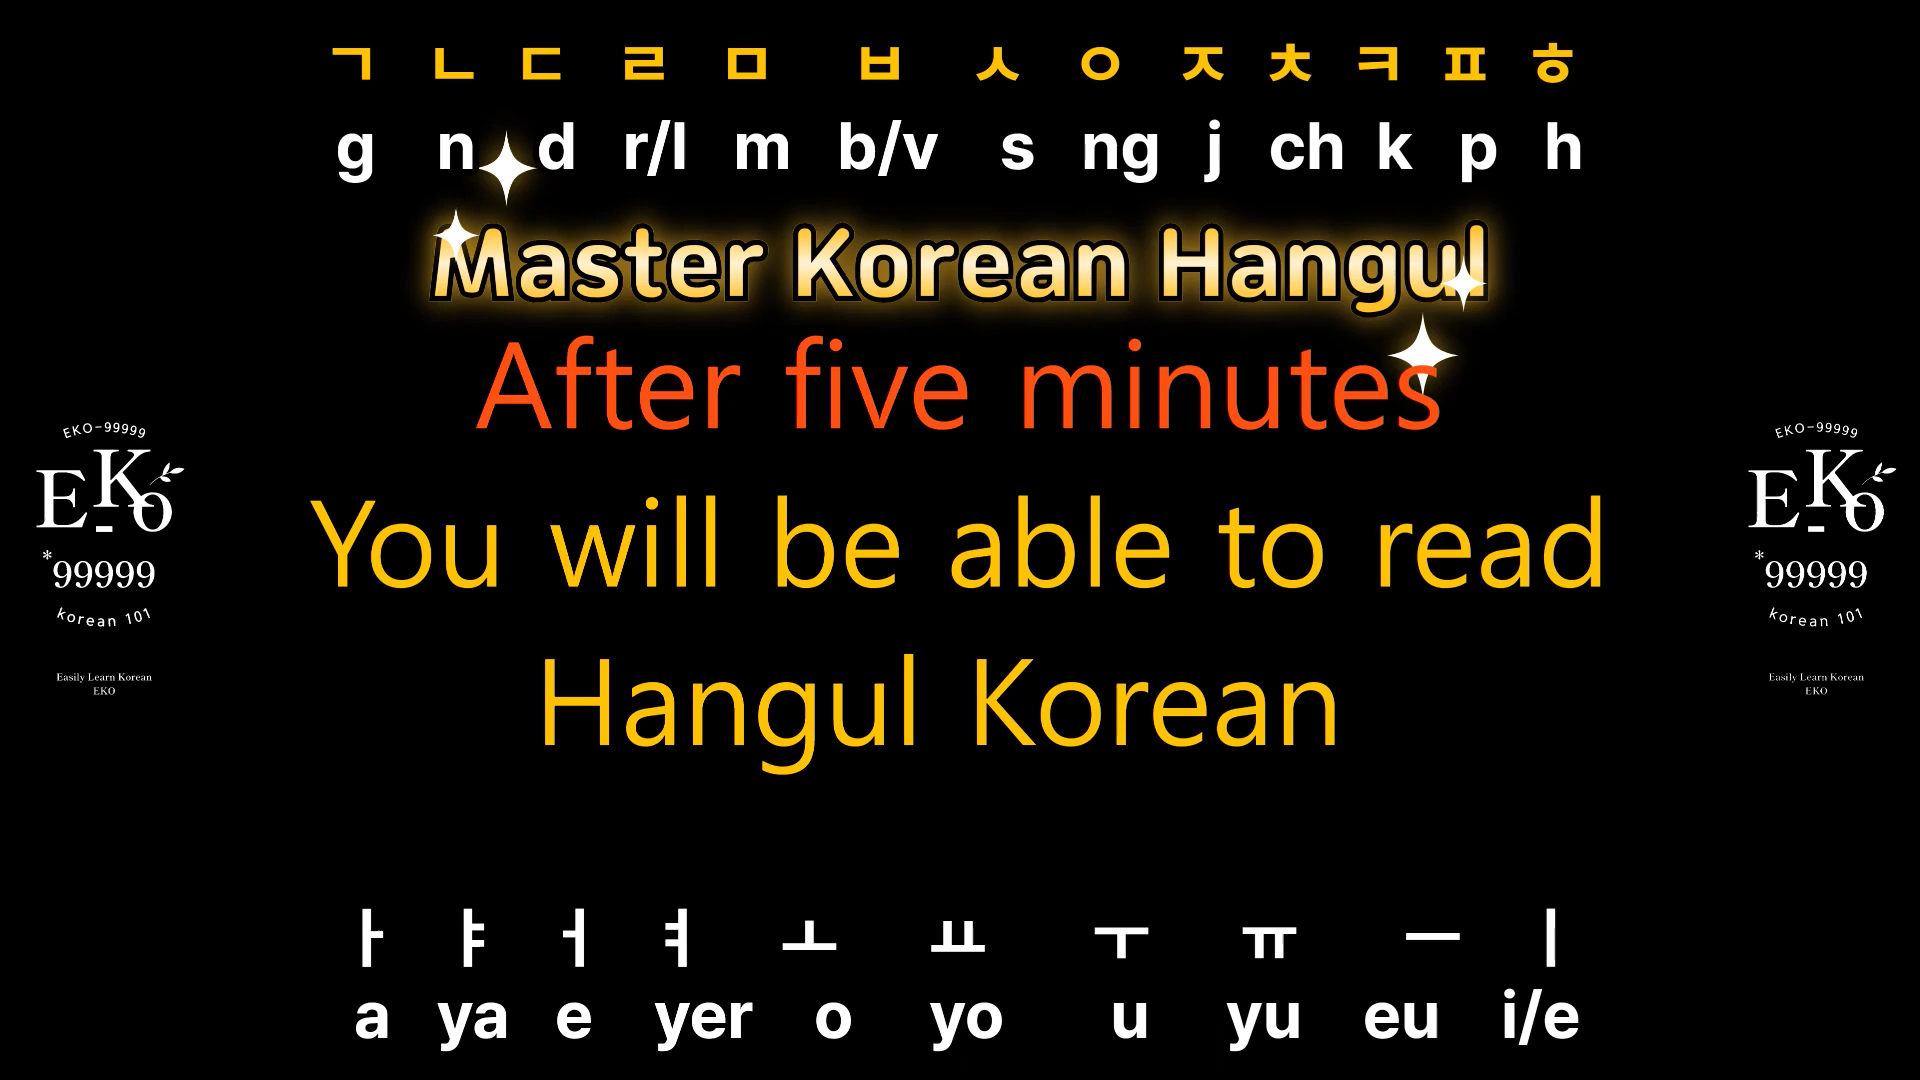 ㄱ ㄴ ㄷ ㄹ ㅁ ㅂ ㅅ ㅇ ㅈ ㅊ ㅋ ㅍ ㅎ
g n d r/l m b/v s ng j ch k p h
Master Korean Hangul
After five minutes
You will be able to read
Hangul Korean
EKO-99999
E-Ko
*99999
korean 101
Easily Learn Korean
EKO
EKO-99999
E-Ko
*99999
korean 101
Easily Learn Korean
EKO
ㅏ ㅑ ㅓ ㅕ ㅗ ㅛ ㅜ ㅠ ㅡ ㅣ
a ya e yer o yo u yu eu i/e